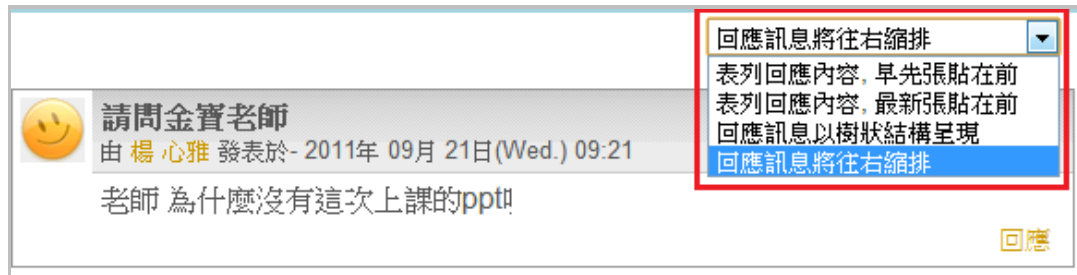 回應訊息將往右縮排
表列回應內容, 早先張貼在前
表列回應內容, 最新張貼在前
回應訊息以樹狀結構呈現
回應訊息將往右縮排
請問金寶老師
由 楊 心雅 發表於- 2011年 09月 21日(Wed.) 09:21
老師 為什麼沒有這次上課的ppt
回應